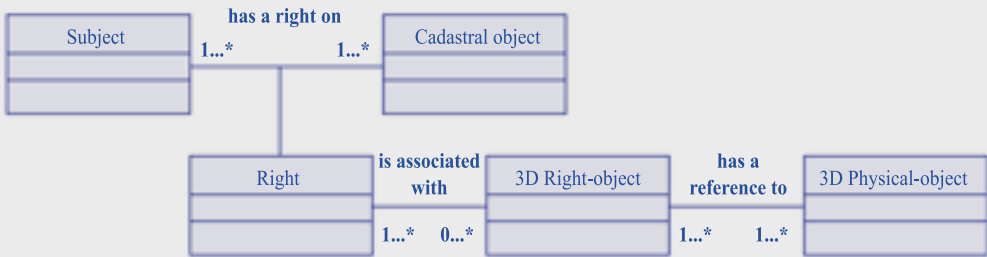 has a right on
Subject
Cadastral object
1...*
1...*
is associated
with
has a
reference to
Right
3D Right-object
3D Physical-object
1...*
0...*
1...*
1...*